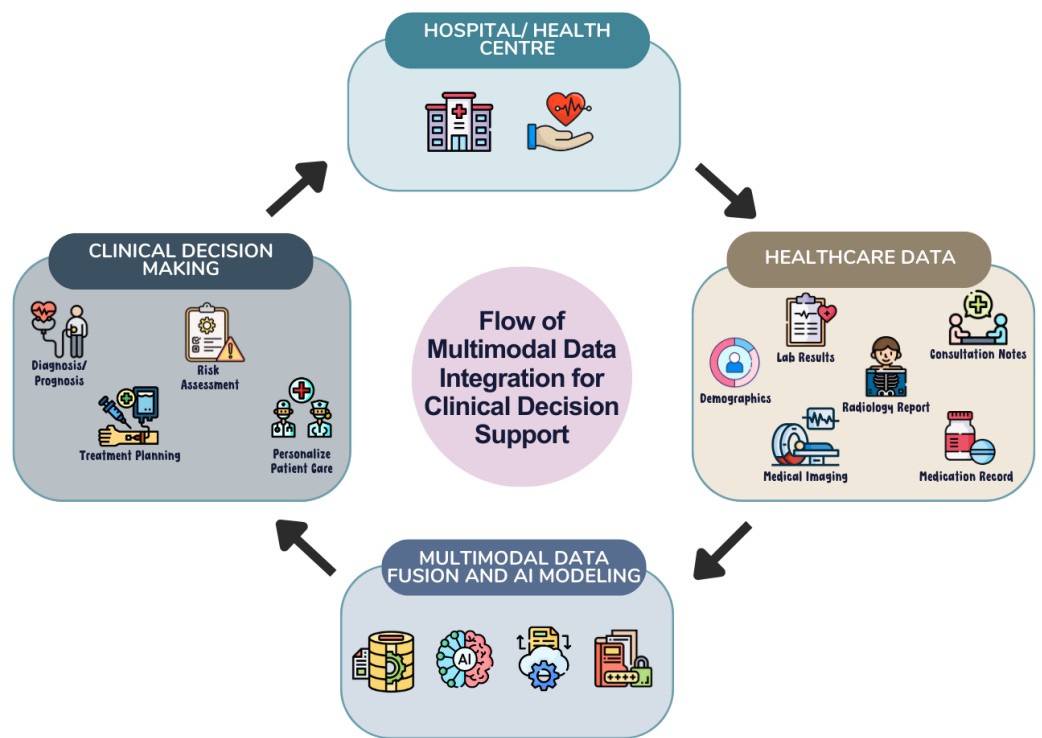 HOSPITAL/ HEALTH
CENTRE
CLINICAL DECISION
MAKING
Diagnosis/
Prognosis
Risk
Assessment
Treatment Planning
Personalize
Patient Care
Flow of
Multimodal Data
Integration for
Clinical Decision
Support
HEALTHCARE DATA
Lab Results
Consultation Notes
Demographics
Radiology Report
Medical Imaging
Medication Record
MULTIMODAL DATA
FUSION AND AI MODELING
AI